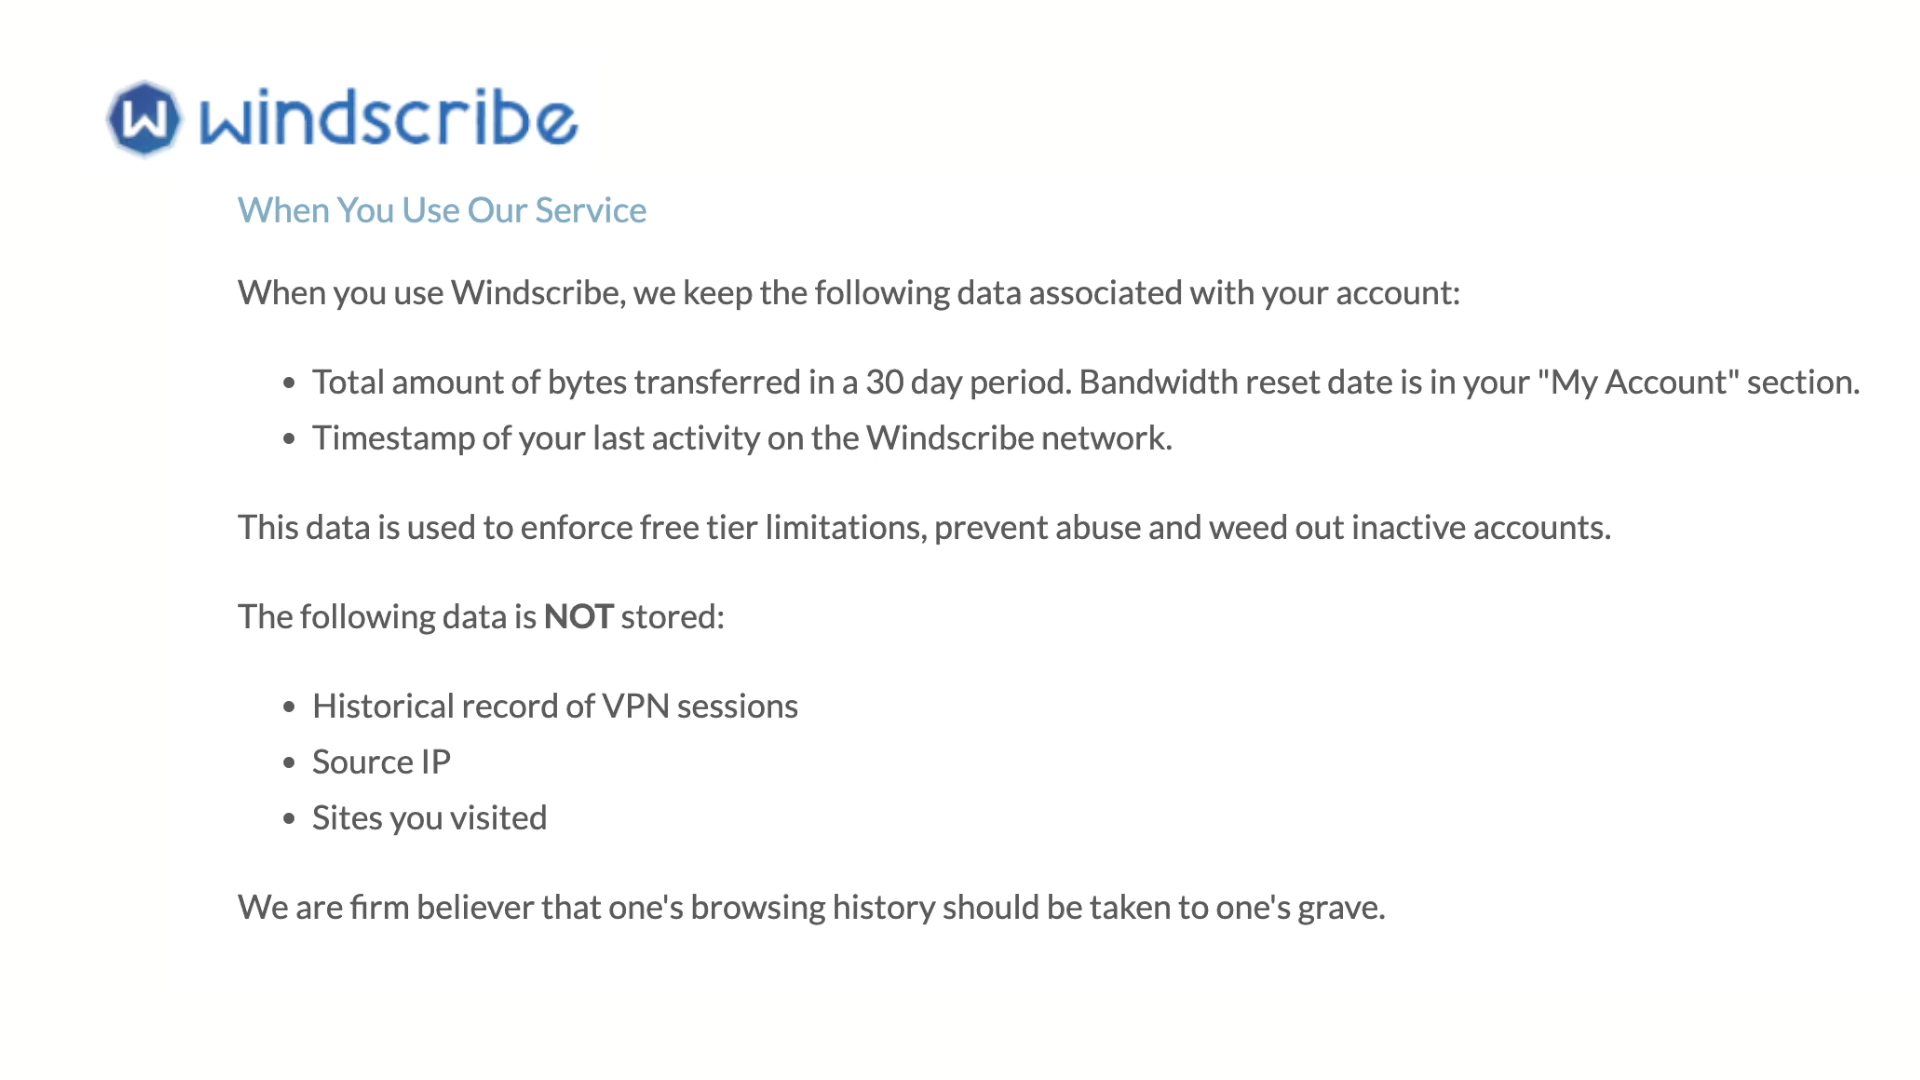 windscribe
When You Use Our Service
When you use Windscribe, we keep the following data associated with your account:
• Total amount of bytes transferred in a 30 day period. Bandwidth reset date is in your "My Account" section.
• Timestamp of your last activity on the Windscribe network.
This data is used to enforce free tier limitations, prevent abuse and weed out inactive accounts.
The following data is NOT stored:
• Historical record of VPN sessions
• Source IP
• Sites you visited
We are firm believer that one's browsing history should be taken to one's grave.